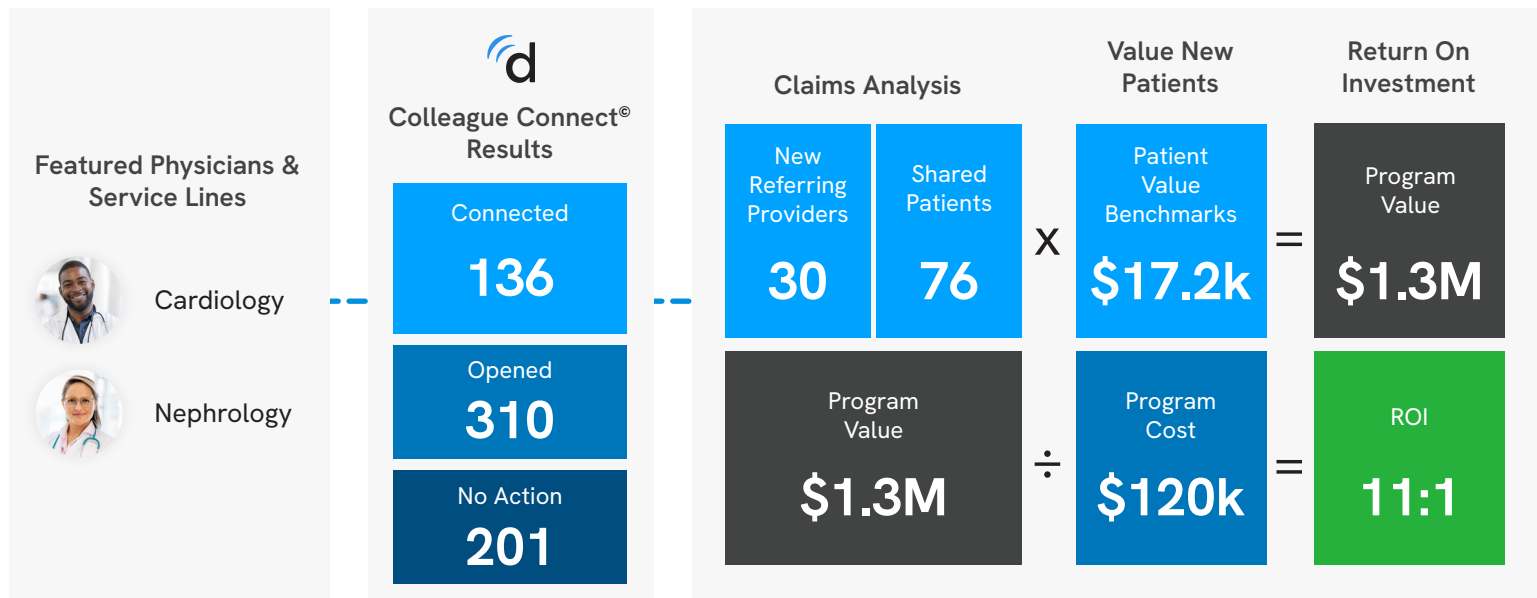 Featured Physicians &
Service Lines
Cardiology
Nephrology
d
Colleague Connect©
Results
Connected
136
Opened
310
No Action
201
Claims Analysis
Value New
Patients
Return On
Investment
New
Referring
Providers
30
Shared
Patients
76
x
Patient
Value
Benchmarks
$17.2k
=
Program
Value
$1.3M
Program
Value
$1.3M
÷
Program
Cost
$120k
=
ROI
11:1